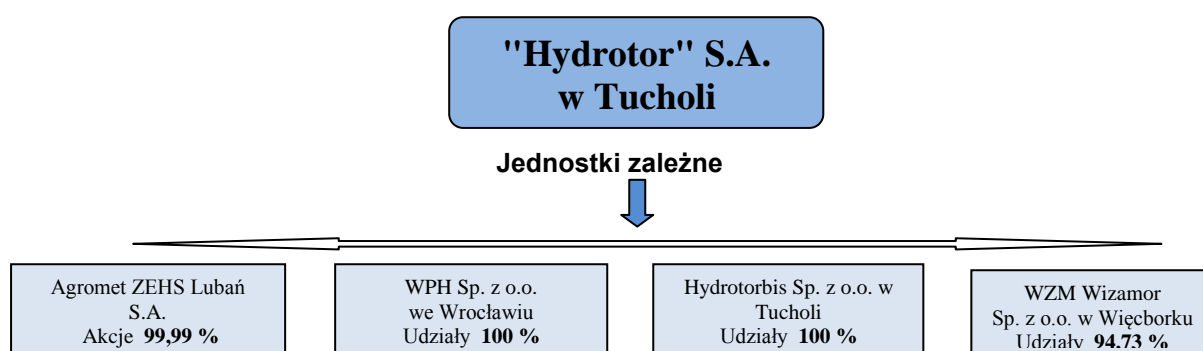 "Hydrotor" S.A.
w Tucholi
Jednostki zależne
Agromet ZEHS Lubań
S.A.
Akcje 99,99 %
WPH Sp. z o.o.
we Wrocławiu
Udziały 100 %
Hydrotorbis Sp. z o.o. w
Tucholi
Udziały 100 %
WZM Wizamor
Sp. z o.o. w Więcborku
Udziały 94,73 %